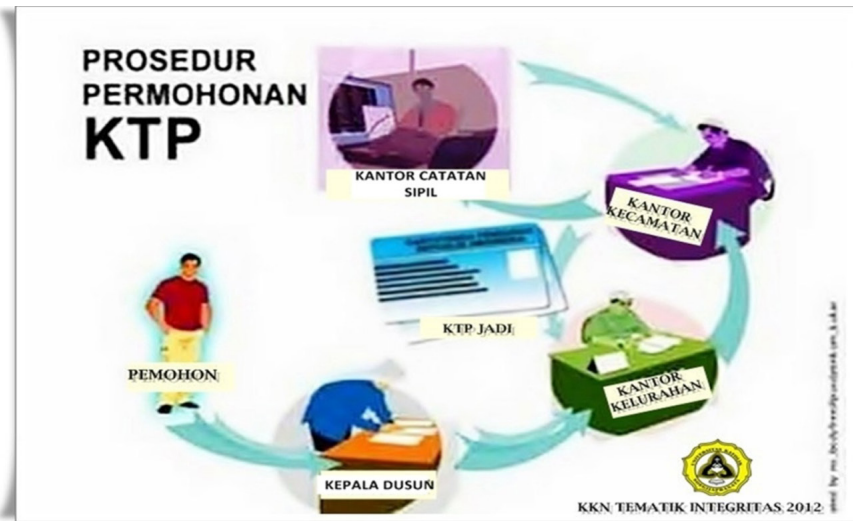 PROSEDUR
PERMOHONAN
KTP
KANTOR CATATAN
SIPIL
KANTOR
KECAMATAN
KTP JADI
PEMOHON
KANTOR
KELURAHAN
KEPALA DUSUN
KKN TEMATIK INTEGRITAS 2012